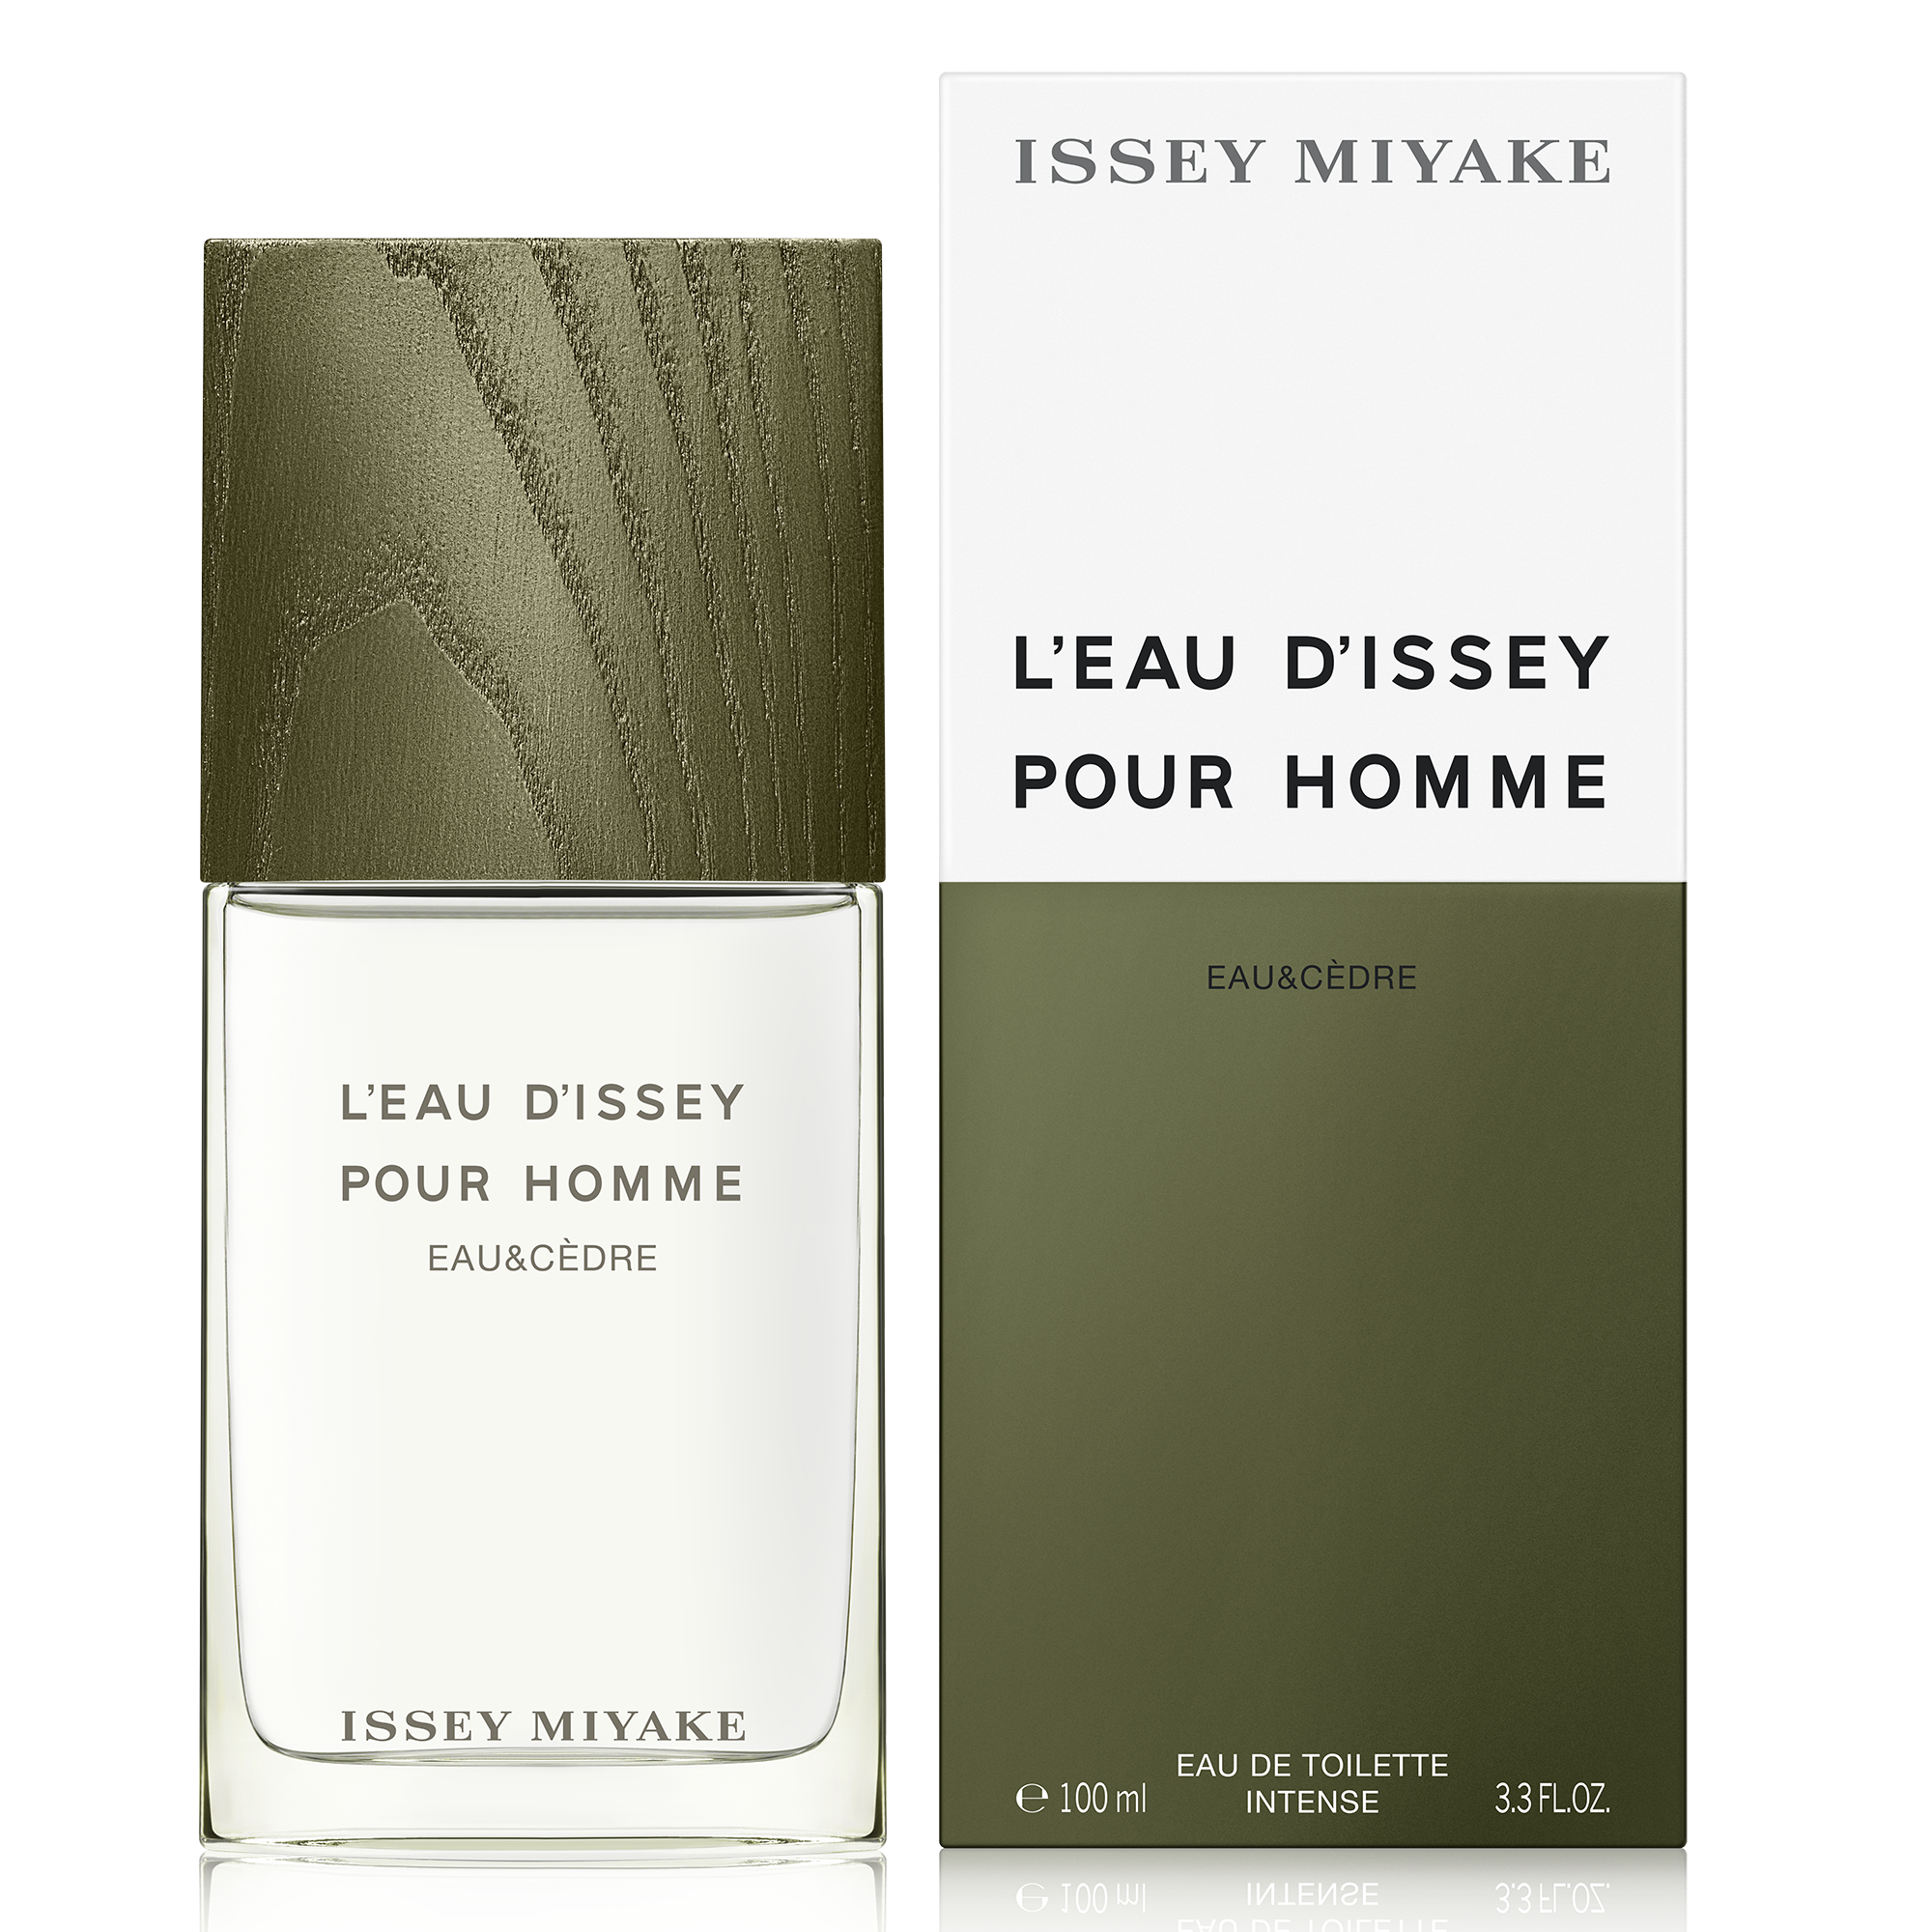 L'EAU D'ISSEY
POUR HOMME
EAU&CÈDRE
ISSEY MIYAKE
ISSEY MIYAKE
L'EAU D'ISSEY
POUR HOMME
EAU&CÈDRE
EAU DE TOILETTE
INTENSE
℮ 100 ml
3.3 FL.OZ.